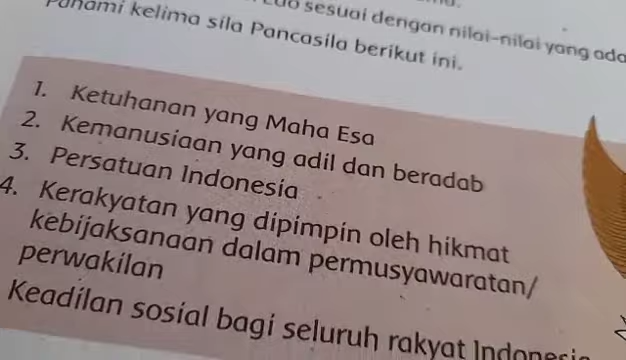 sesuai dengan nilai-nilai yang ada
Pahami kelima sila Pancasila berikut ini.
1. Ketuhanan yang Maha Esa
2. Kemanusiaan yang adil dan beradab
3. Persatuan Indonesia
4. Kerakyatan yang dipimpin oleh hikmat
kebijaksanaan dalam permusyawaratan/
perwakilan
Keadilan sosial bagi seluruh rakyat Indonesia